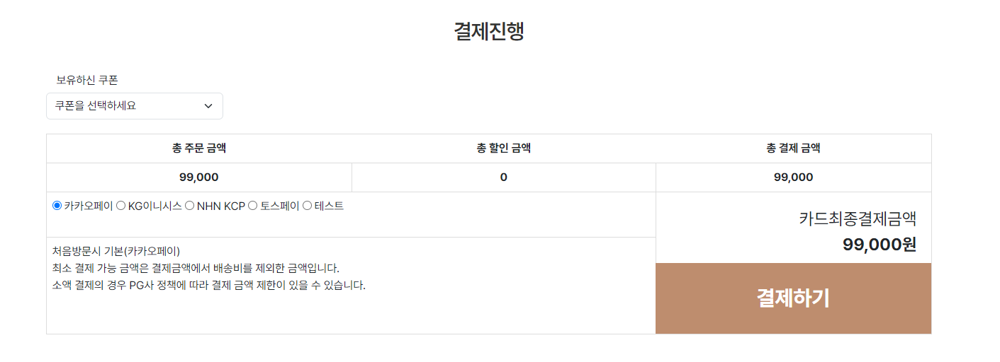 결제진행
보유하신 쿠폰
쿠폰을 선택하세요
총 주문 금액 총 할인 금액 총 결제 금액
99,000 0 99,000
카카오페이 KG이니시스 NHN KCP 토스페이 테스트
카드최종결제금액
99,000원
처음방문시 기본(카카오페이)
최소 결제 가능 금액은 결제금액에서 배송비를 제외한 금액입니다.
소액 결제의 경우 PG사 정책에 따라 결제 금액 제한이 있을 수 있습니다.
결제하기